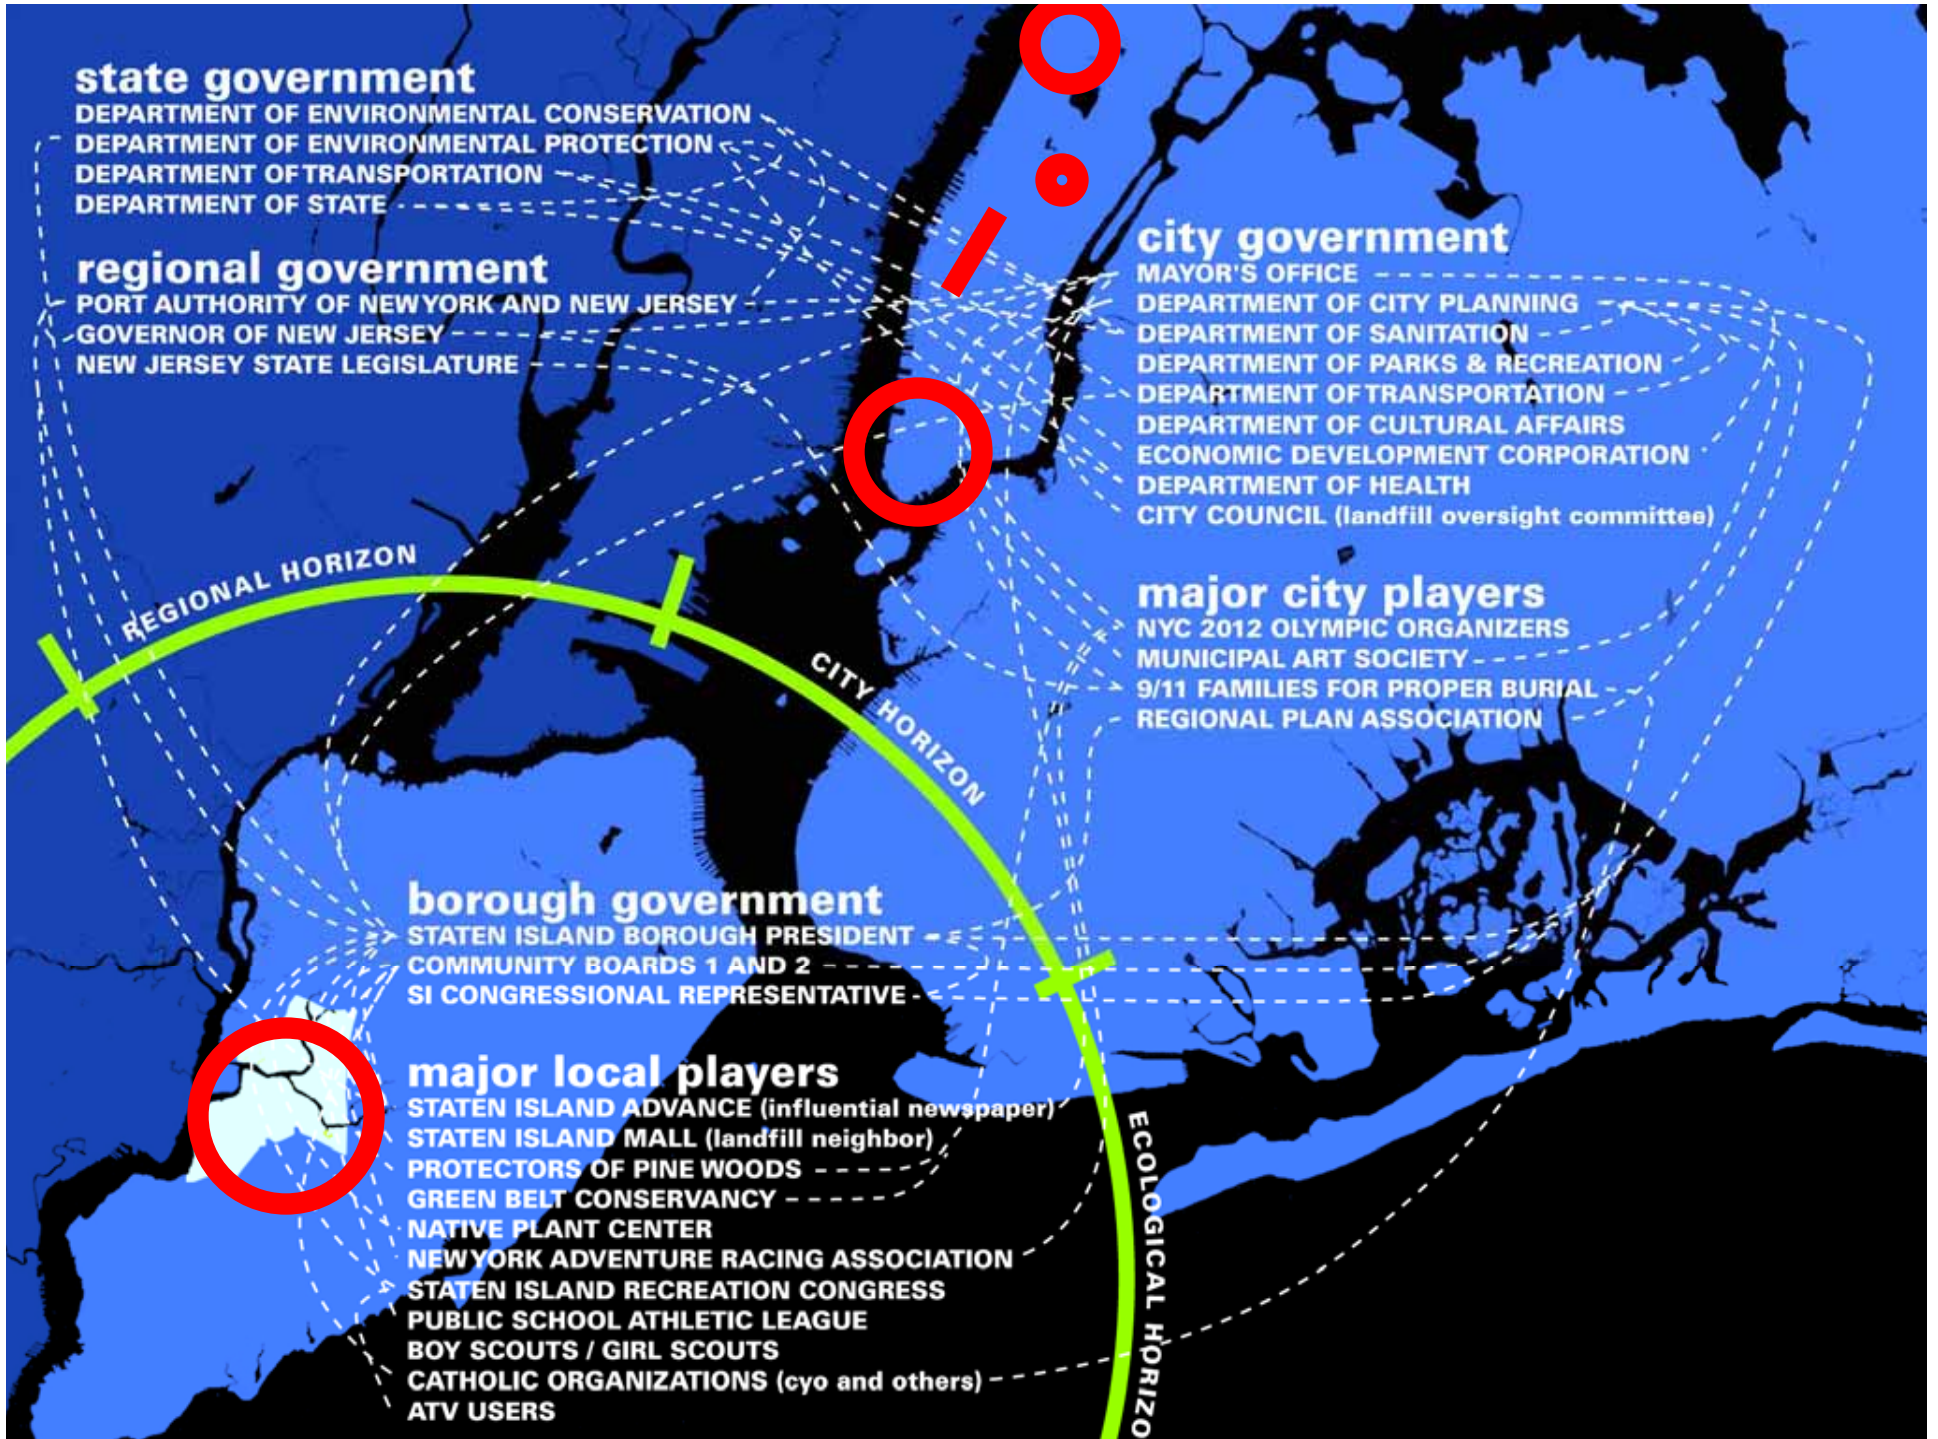 state government
DEPARTMENT OF ENVIRONMENTAL CONSERVATION
DEPARTMENT OF ENVIRONMENTAL PROTECTION
DEPARTMENT OF TRANSPORTATION
DEPARTMENT OF STATE
regional government
PORT AUTHORITY OF NEW YORK AND NEW JERSEY
GOVERNOR OF NEW JERSEY
NEW JERSEY STATE LEGISLATURE
city government
MAYOR'S OFFICE
DEPARTMENT OF CITY PLANNING
DEPARTMENT OF SANITATION
DEPARTMENT OF PARKS & RECREATION
DEPARTMENT OF TRANSPORTATION
DEPARTMENT OF CULTURAL AFFAIRS
ECONOMIC DEVELOPMENT CORPORATION
DEPARTMENT OF HEALTH
CITY COUNCIL (landfill oversight committee)
major city players
NYC 2012 OLYMPIC ORGANIZERS
MUNICIPAL ART SOCIETY
9/11 FAMILIES FOR PROPER BURIAL
REGIONAL PLAN ASSOCIATION
REGIONAL HORIZON
CITY HORIZON
borough government
STATEN ISLAND BOROUGH PRESIDENT
COMMUNITY BOARDS 1 AND 2
SI CONGRESSIONAL REPRESENTATIVE
major local players
STATEN ISLAND ADVANCE (influential newspaper)
STATEN ISLAND MALL (landfill neighbor)
PROTECTORS OF PINE WOODS
GREEN BELT CONSERVANCY
NATIVE PLANT CENTER
NEW YORK ADVENTURE RACING ASSOCIATION
STATEN ISLAND RECREATION CONGRESS
PUBLIC SCHOOL ATHLETIC LEAGUE
BOY SCOUTS / GIRL SCOUTS
CATHOLIC ORGANIZATIONS (cyo and others)
ATV USERS
ECOLOGICAL HORIZO